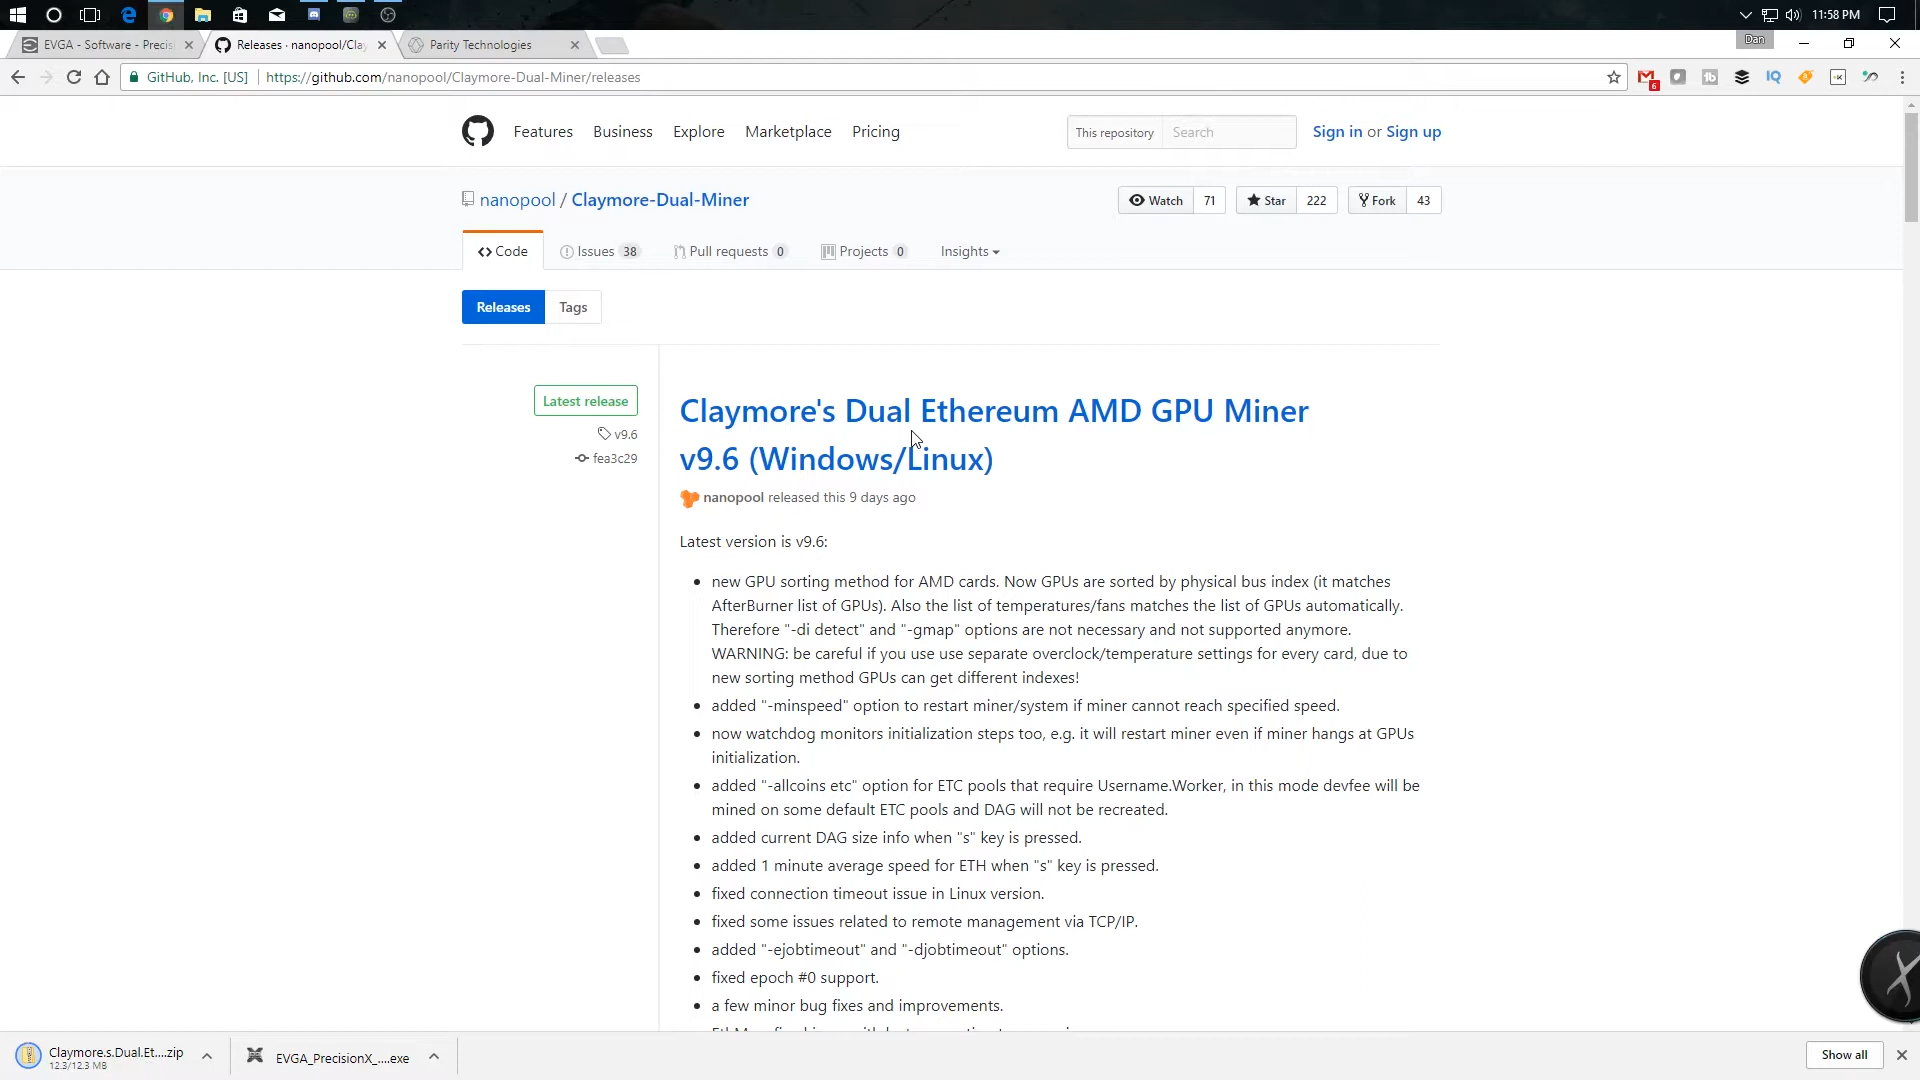 11:58 PM
EVGA - Software - Precis
Releases · nanopool/Clay
Parity Technologies
Dan
GitHub, Inc. [US]
https://github.com/nanopool/Claymore-Dual-Miner/releases
6
Features Business Explore Marketplace Pricing
This repository Search
Sign in or Sign up
nanopool / Claymore-Dual-Miner
Watch 71 Star 222 Fork 43
Code Issues 38 Pull requests 0 Projects 0 Insights
Releases Tags
Latest release
v9.6
fea3c29
Claymore's Dual Ethereum AMD GPU Miner
v9.6 (Windows/Linux)
nanopool released this 9 days ago
Latest version is v9.6:
new GPU sorting method for AMD cards. Now GPUs are sorted by physical bus index (it matches
AfterBurner list of GPUs). Also the list of temperatures/fans matches the list of GPUs automatically.
Therefore "-di detect" and "-gmap" options are not necessary and not supported anymore.
WARNING: be careful if you use use separate overclock/temperature settings for every card, due to
new sorting method GPUs can get different indexes!
added "-minspeed" option to restart miner/system if miner cannot reach specified speed.
now watchdog monitors initialization steps too, e.g. it will restart miner even if miner hangs at GPUs
initialization.
added "-allcoins etc" option for ETC pools that require Username.Worker, in this mode devfee will be
mined on some default ETC pools and DAG will not be recreated.
added current DAG size info when "s" key is pressed.
added 1 minute average speed for ETH when "s" key is pressed.
fixed connection timeout issue in Linux version.
fixed some issues related to remote management via TCP/IP.
added "-ejobtimeout" and "-djobtimeout" options.
fixed epoch #0 support.
a few minor bug fixes and improvements.
Claymore.s.Dual.Et....zip
12.3/12.3 MB
EVGA_PrecisionX_....exe
Show all